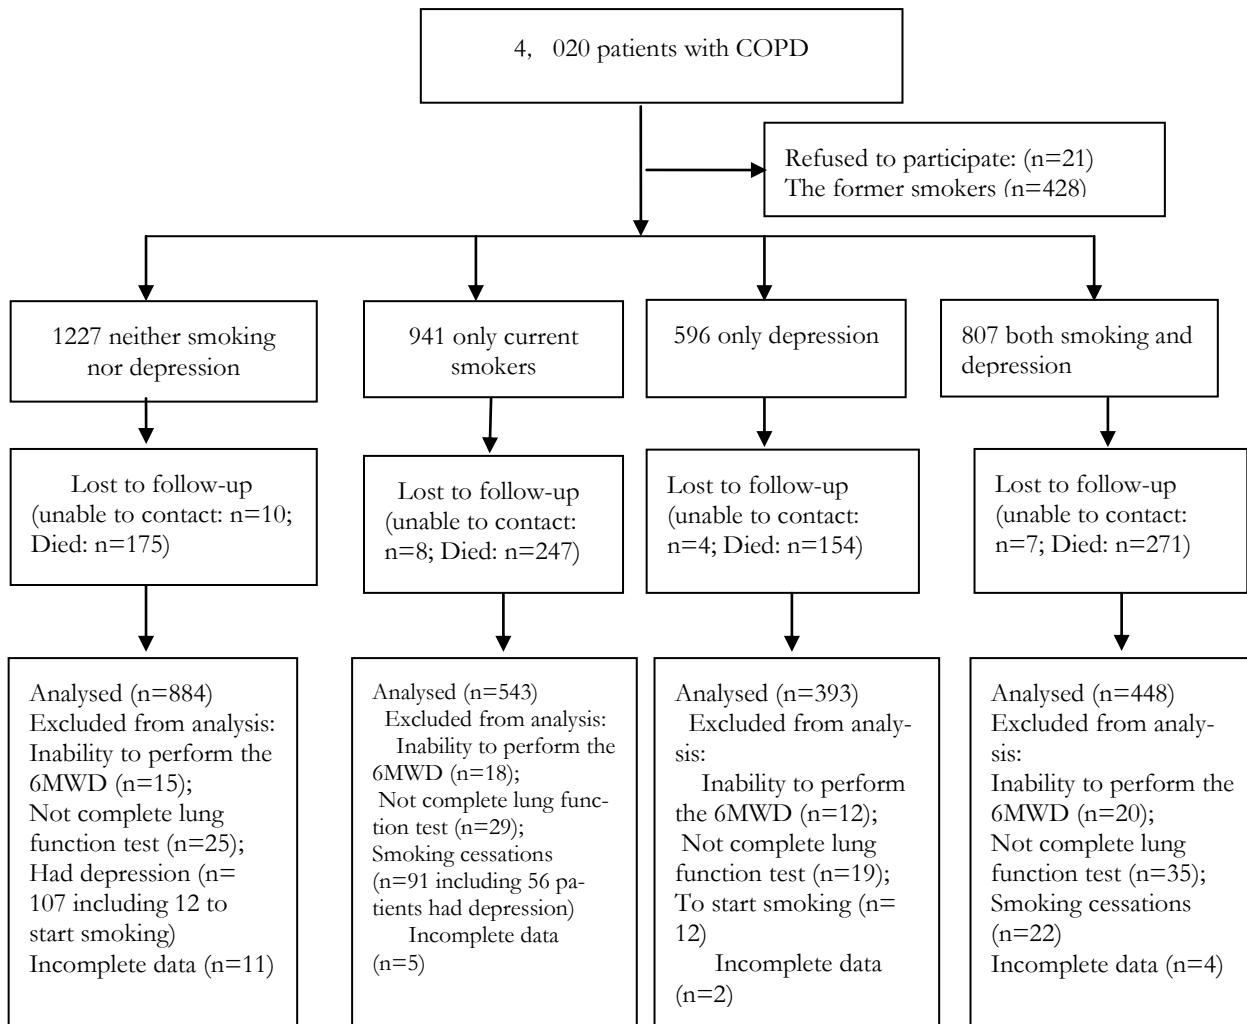 4, 020 patients with COPD
Refused to participate: (n=21)
The former smokers (n=428)
1227 neither smoking
nor depression
941 only current
smokers
596 only depression
807 both smoking and
depression
Lost to follow-up
(unable to contact: n=10;
Died: n=175)
Lost to follow-up
(unable to contact:
n=8; Died: n=247)
Lost to follow-up
(unable to contact:
n=4; Died: n=154)
Lost to follow-up
(unable to contact:
n=7; Died: n=271)
Analysed (n=884)
Excluded from analysis:
Inability to perform the
6MWD (n=15);
Not complete lung
function test (n=25);
Had depression (n=
107 including 12 to
start smoking)
Incomplete data (n=11)
Analysed (n=543)
Excluded from analysis:
Inability to perform the
6MWD (n=18);
Not complete lung func-
tion test (n=29);
Smoking cessations
(n=91 including 56 pa-
tients had depression)
Incomplete data
(n=5)
Analysed (n=393)
Excluded from analy-
sis:
Inability to perform
the 6MWD (n=12);
Not complete lung
function test (n=19);
To start smoking (n=
12)
Incomplete data
(n=2)
Analysed (n=448)
Excluded from analy-
sis:
Inability to perform the
6MWD (n=20);
Not complete lung
function test (n=35);
Smoking cessations
(n=22)
Incomplete data (n=4)